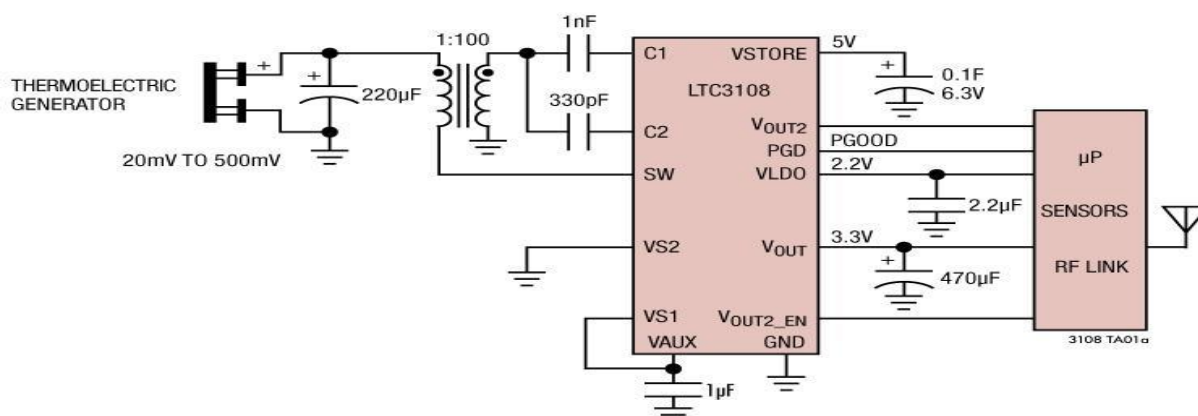 THERMOELECTRIC
GENERATOR
20mV TO 500mV
+
+
220µF
1:100
1nF
330pF
C1
C2
SW
VS2
VS1
VAUX
1µF
LTC3108
VSTORE
VOUT2
PGD
VLDO
VOUT
VOUT2_EN
GND
5V
+
0.1F
6.3V
PGOOD
2.2V
2.2µF
3.3V
+
470µF
µP
SENSORS
RF LINK
3108 TA01a